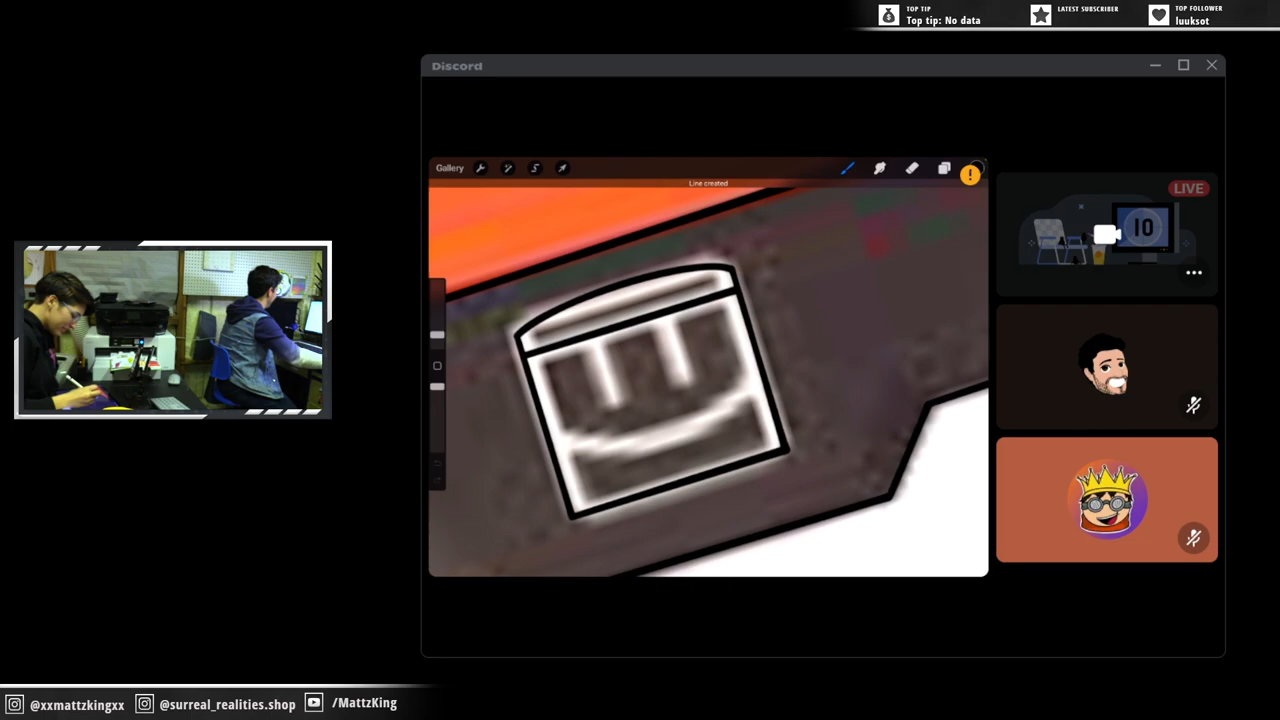 TOP TIP
Top tip: No data
LATEST SUBSCRIBER
TOP FOLLOWER
luuksot
Discord
Gallery
Line created
!
LIVE
10
@xxmattzkingxx
@surreal_realities.shop
/MattzKing